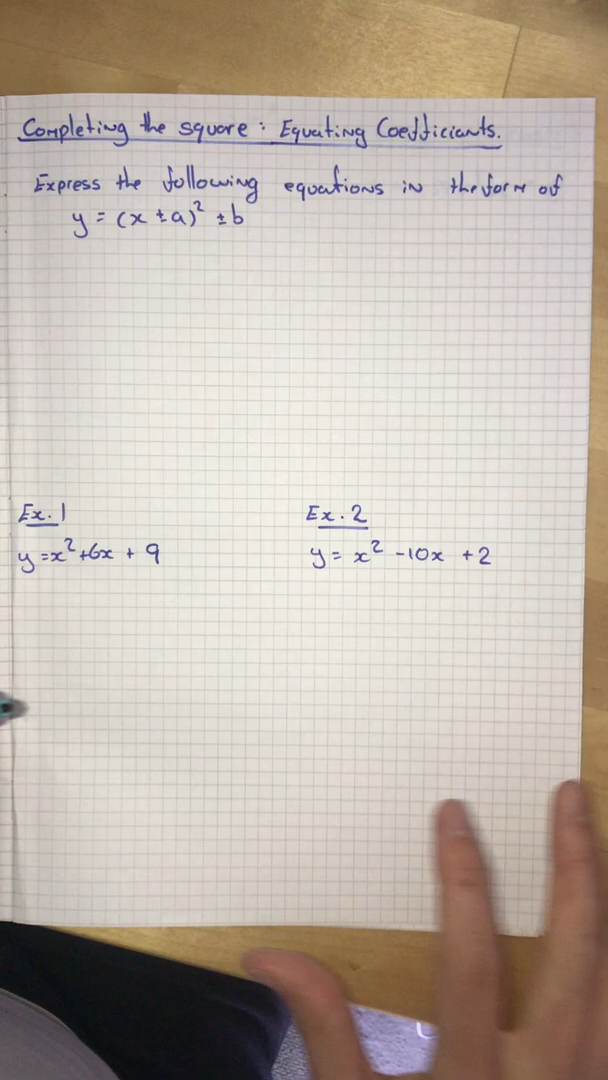 Completing the square : Equating Coefficients.
Express the following equations in the form of
y = (x ± a)² ± b
Ex. 1
y = x² + 6x + 9
Ex. 2
y = x² - 10x + 2